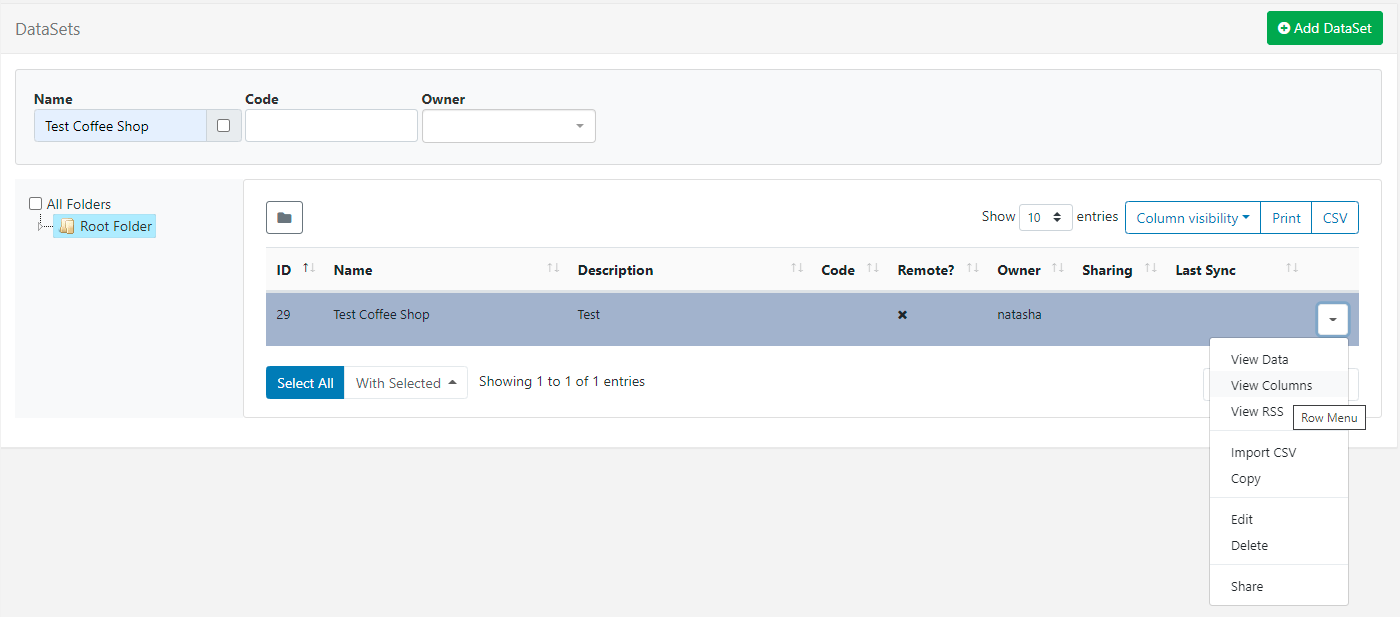 DataSets
Add DataSet
Name Code Owner
Test Coffee Shop
All Folders
Root Folder
Show 10 entries Column visibility Print CSV
ID Name Description Code Remote? Owner Sharing Last Sync
29 Test Coffee Shop Test natasha
Select All With Selected Showing 1 to 1 of 1 entries
View Data
View Columns
View RSS
Row Menu
Import CSV
Copy
Edit
Delete
Share